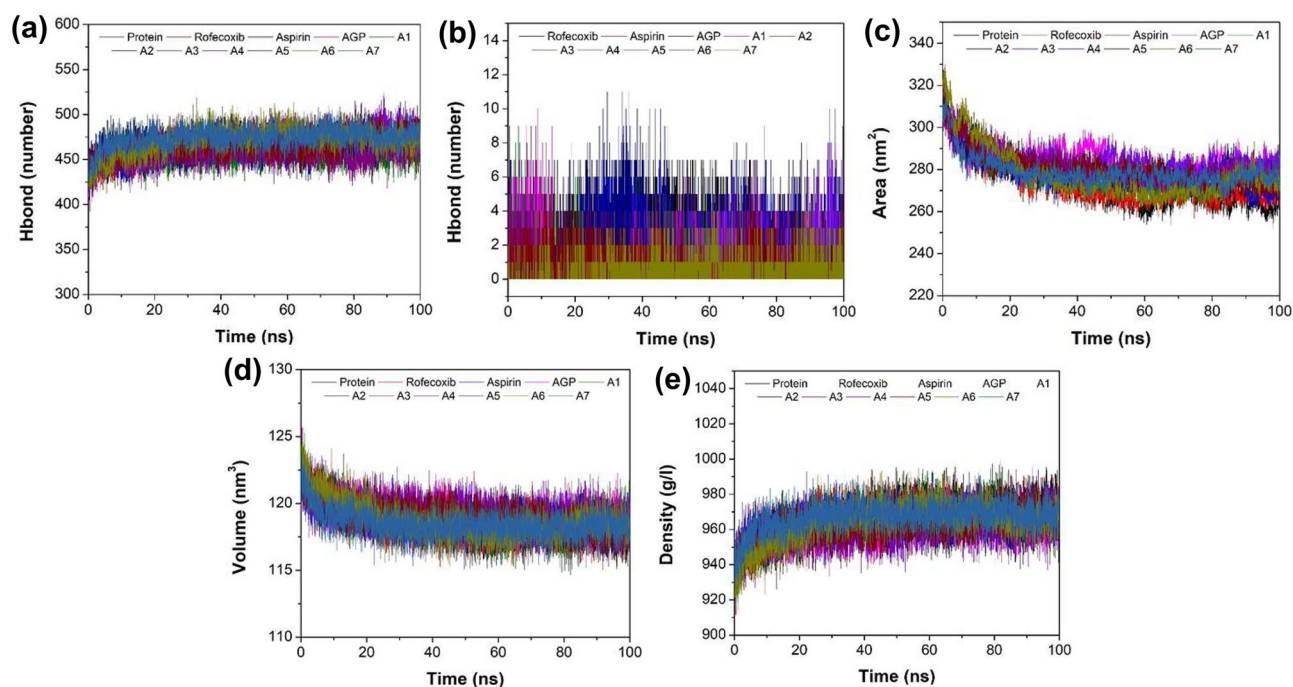 (a)
600
550
500
450
400
350
300
Hbond (number)
Protein Rofecoxib Aspirin AGP A1
A2 A3 A4 A5 A6 A7
0 20 40 60 80 100
Time (ns)
(b)
14
12
10
8
6
4
2
0
Hbond (number)
Rofecoxib Aspirin AGP A1 A2
A3 A4 A5 A6 A7
0 20 40 60 80 100
Time (ns)
(c)
340
320
300
280
260
240
220
Area (nm²)
Protein Rofecoxib Aspirin AGP A1
A2 A3 A4 A5 A6 A7
0 20 40 60 80 100
Time (ns)
(d)
130
125
120
115
110
Volume (nm³)
Protein Rofecoxib Aspirin AGP A1
A2 A3 A4 A5 A6 A7
0 20 40 60 80 100
Time (ns)
(e)
1040
1020
1000
980
960
940
920
900
Density (g/l)
Protein Rofecoxib Aspirin AGP A1
A2 A3 A4 A5 A6 A7
0 20 40 60 80 100
Time (ns)